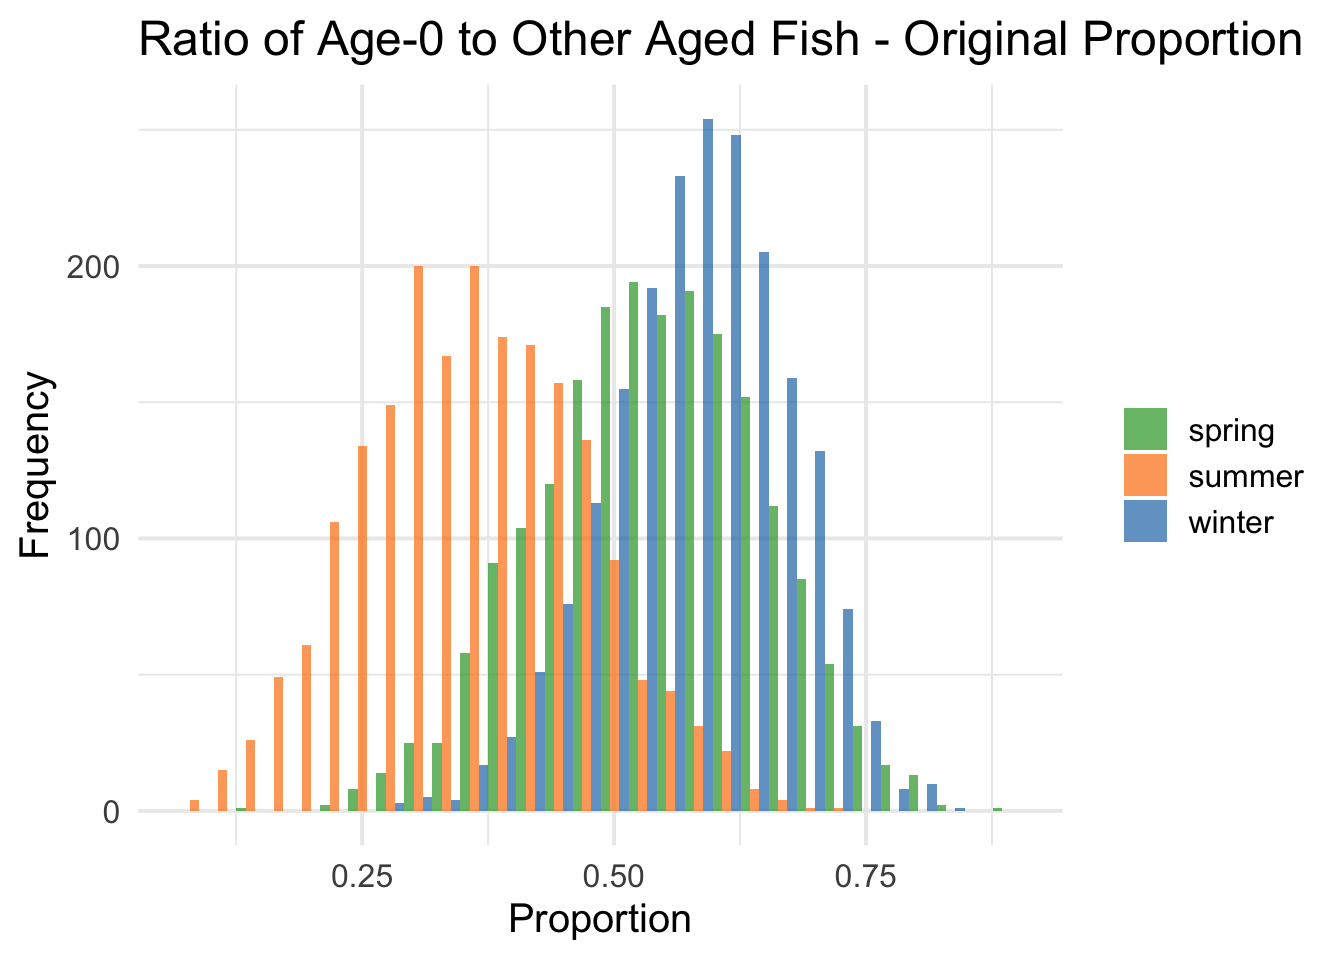 Ratio of Age-0 to Other Aged Fish - Original Proportion
Frequency
200
100
0
0.25 0.50 0.75
Proportion
spring
summer
winter